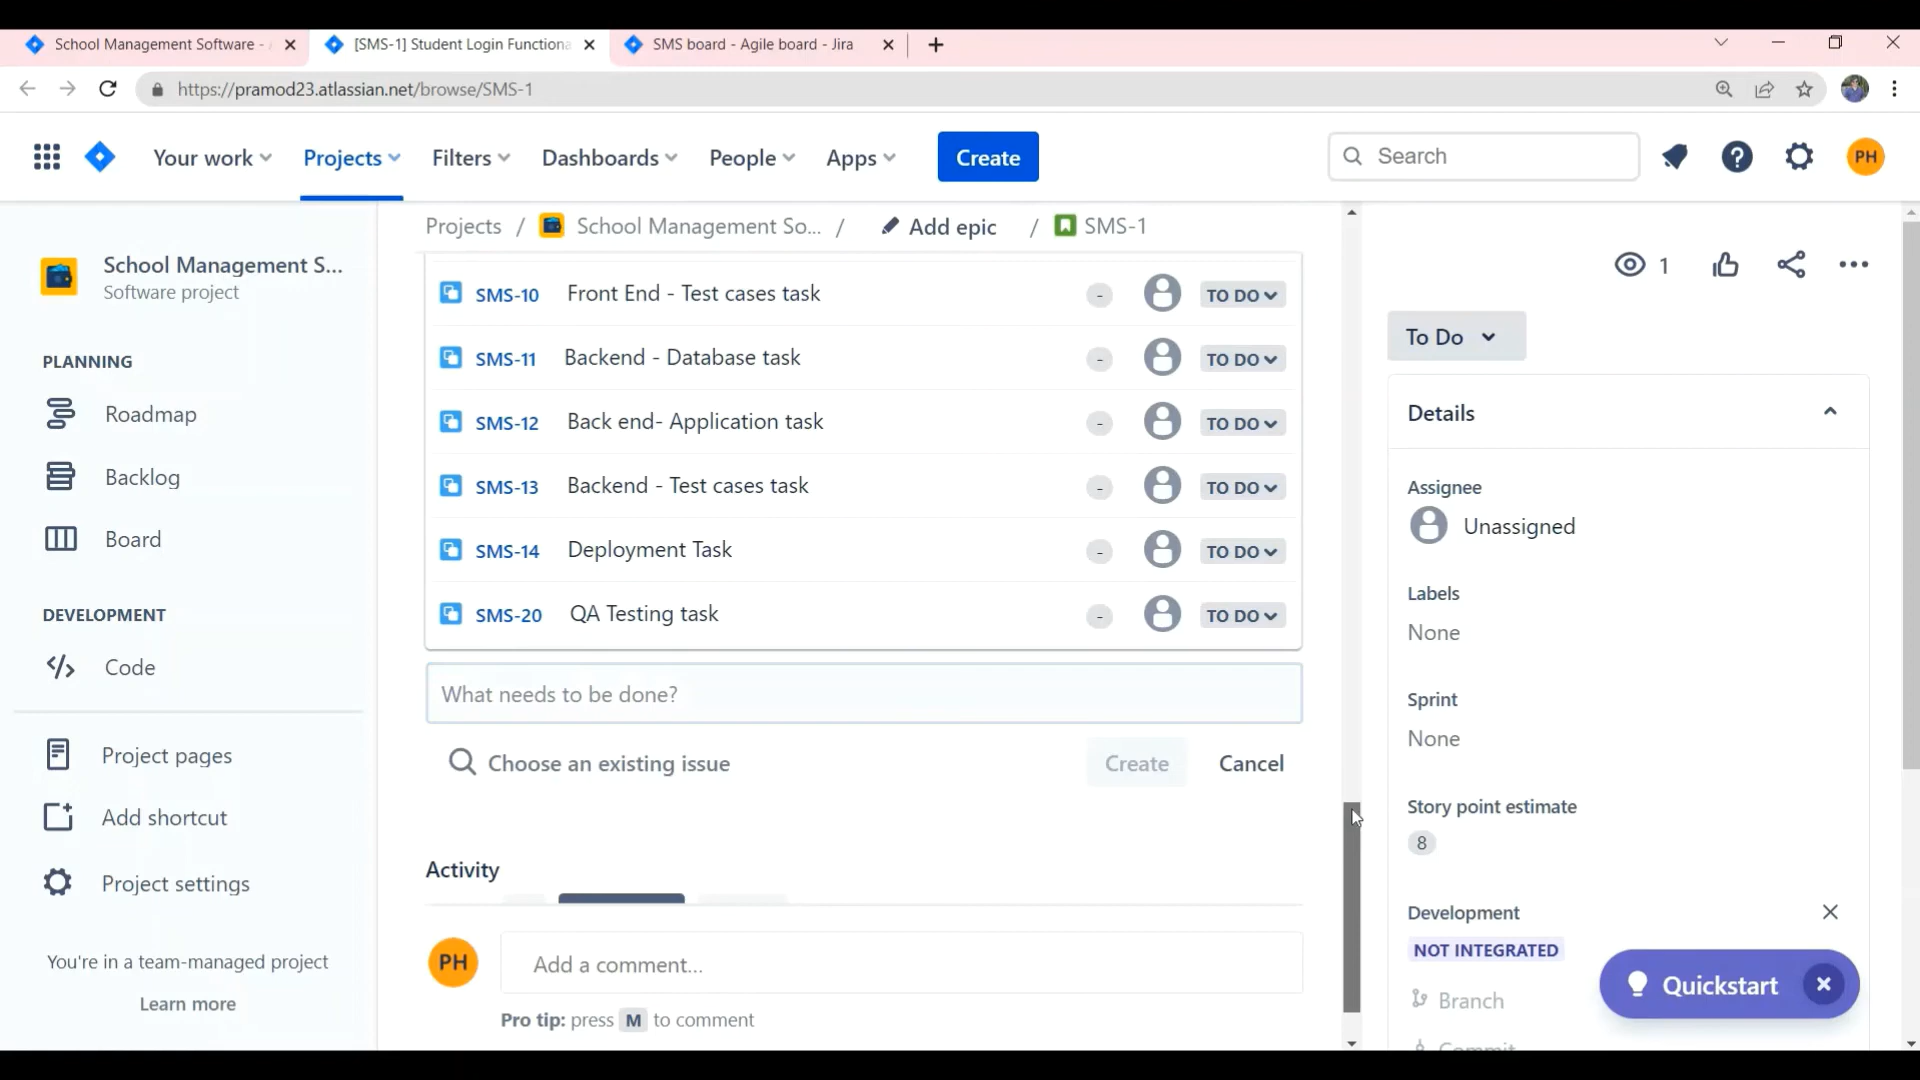 School Management Software -
[SMS-1] Student Login Functiona
SMS board - Agile board - Jira
https://pramod23.atlassian.net/browse/SMS-1
Your work
Projects
Filters
Dashboards
People
Apps
Create
Search
PH
School Management S...
Software project
PLANNING
Roadmap
Backlog
Board
DEVELOPMENT
Code
Project pages
Add shortcut
Project settings
You're in a team-managed project
Learn more
Projects / School Management So... / Add epic / SMS-1
SMS-10 Front End - Test cases task - TO DO
SMS-11 Backend - Database task - TO DO
SMS-12 Back end- Application task - TO DO
SMS-13 Backend - Test cases task - TO DO
SMS-14 Deployment Task - TO DO
SMS-20 QA Testing task - TO DO
What needs to be done?
Choose an existing issue
Create
Cancel
Activity
PH
Add a comment...
Pro tip: press M to comment
1
To Do
Details
Assignee
Unassigned
Labels
None
Sprint
None
Story point estimate
8
Development
NOT INTEGRATED
Branch
Commit
Quickstart